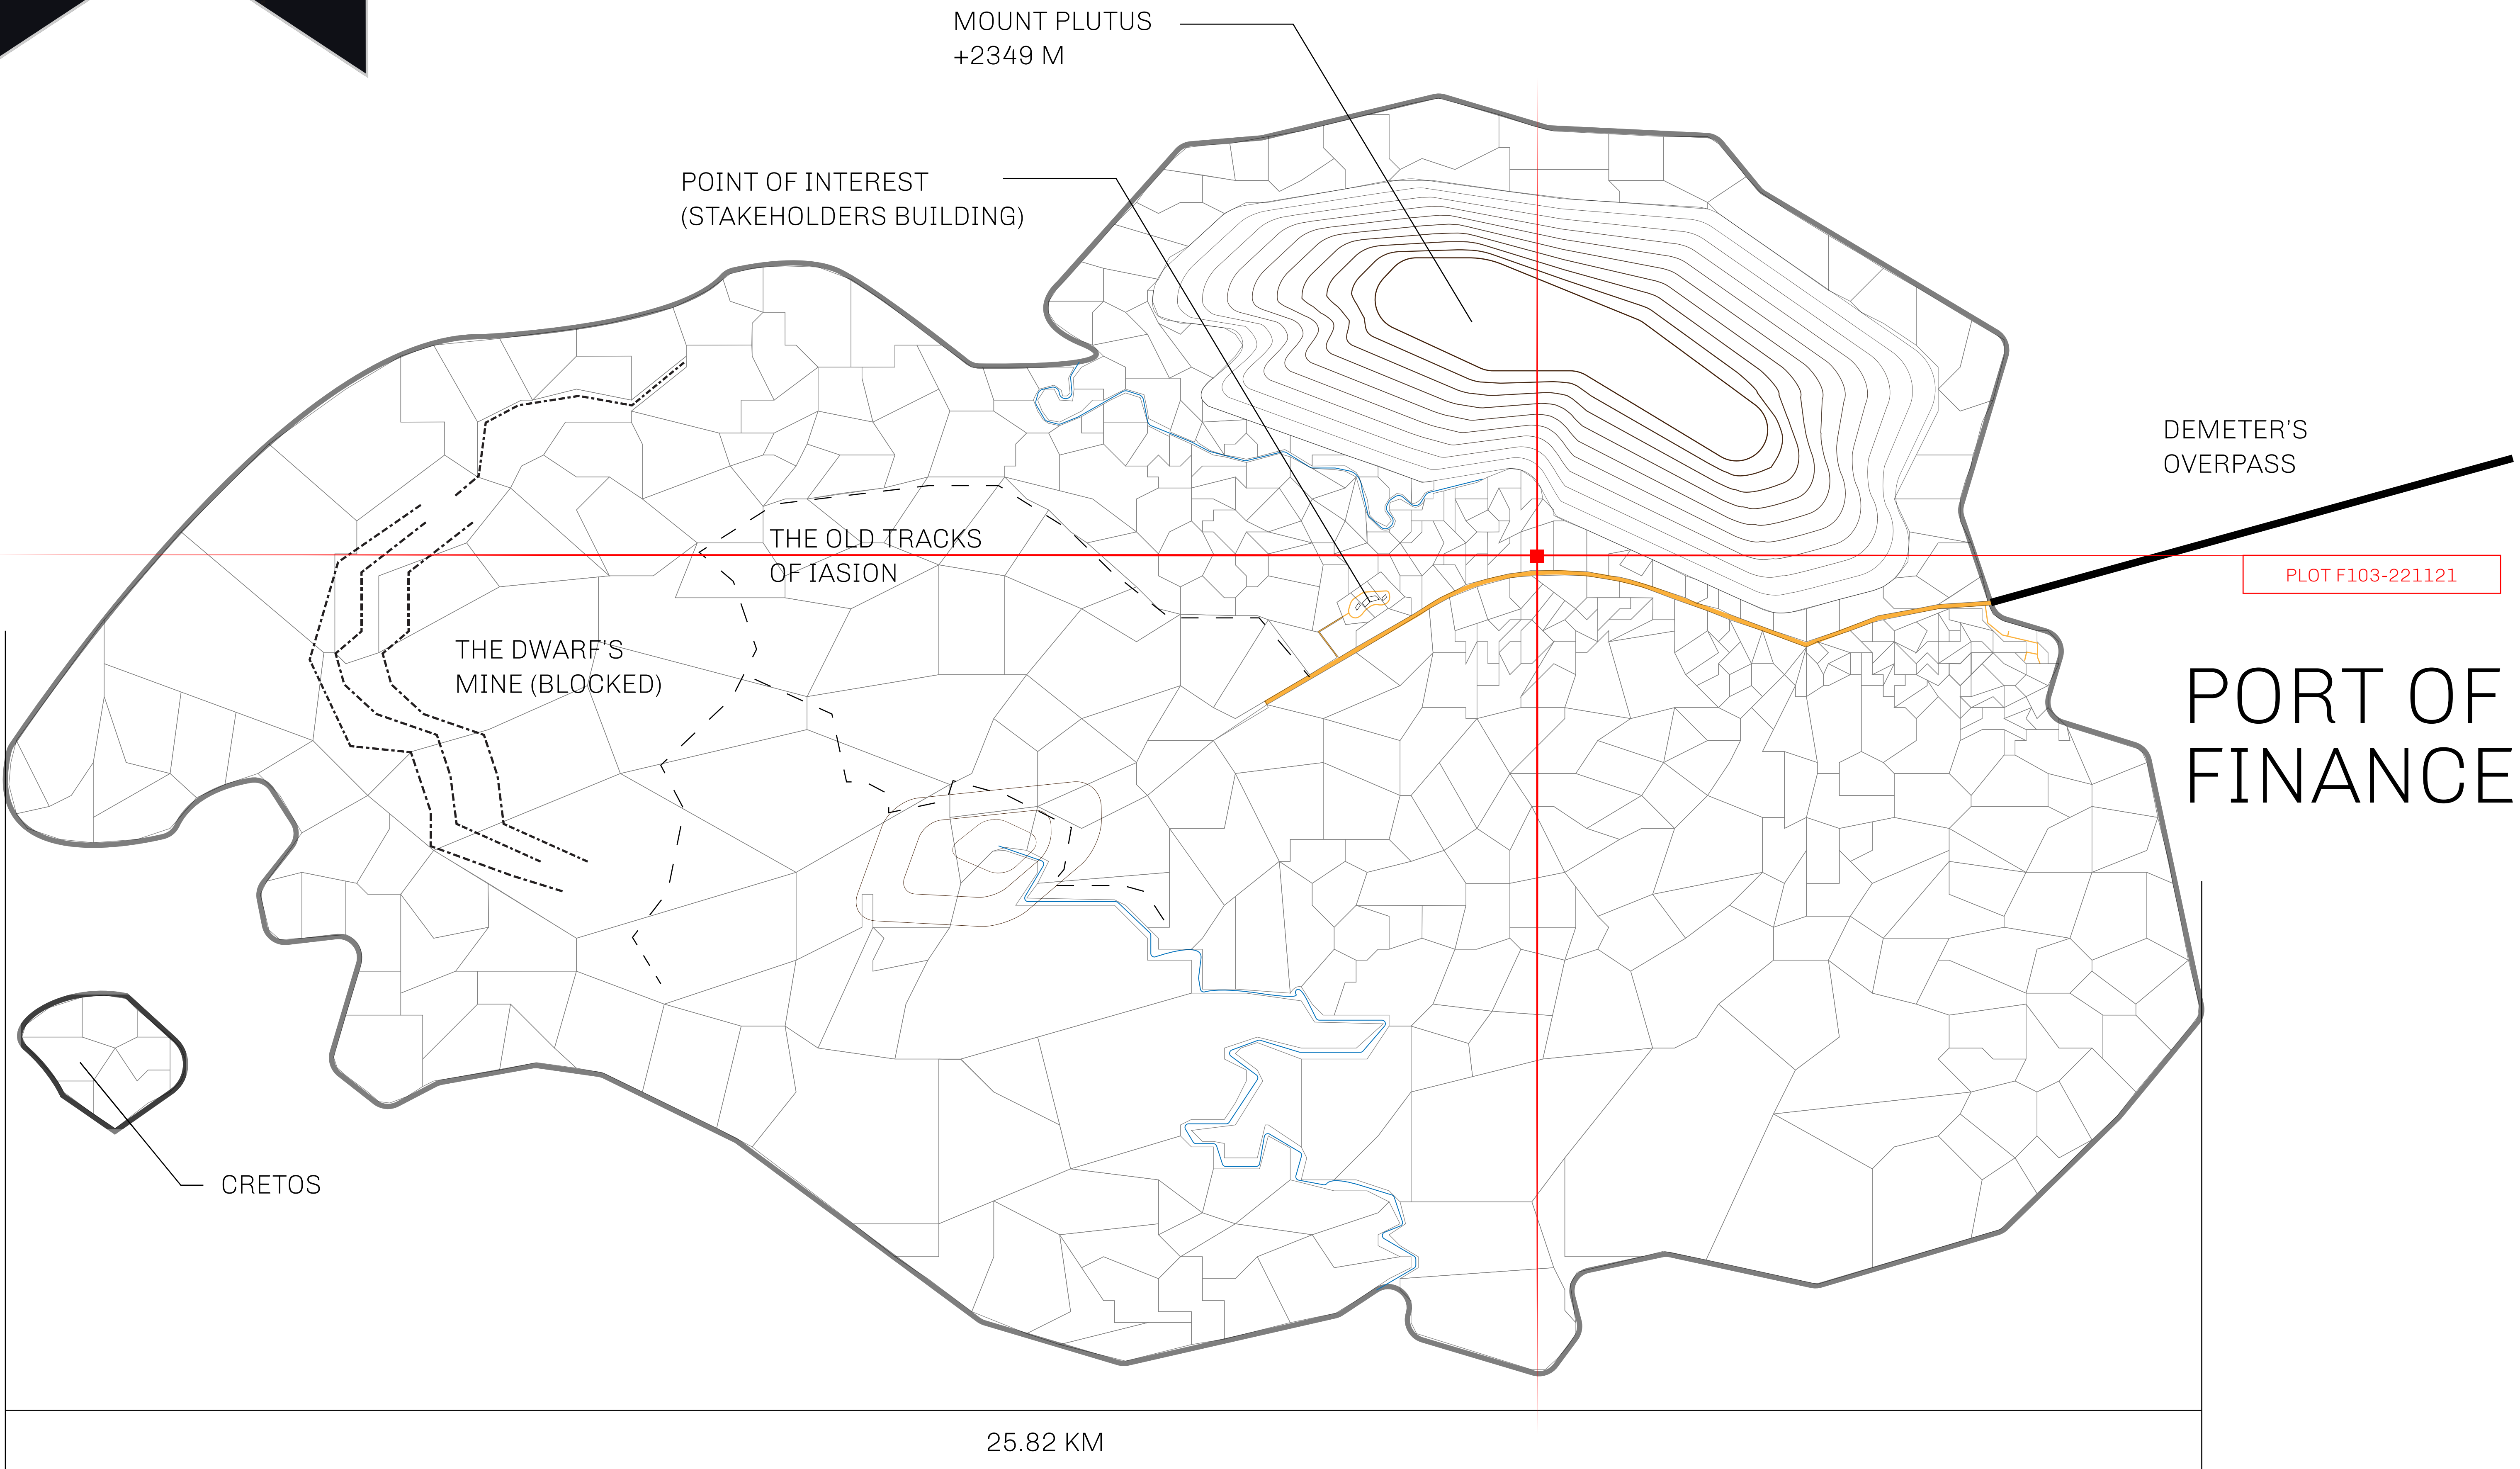 MOUNT PLUTUS
+2349 M
POINT OF INTEREST
(STAKEHOLDERS BUILDING)
DEMETER'S
OVERPASS
THE OLD TRACKS
OF IASION
PLOT F103-221121
THE DWARF'S
MINE (BLOCKED)
PORT OF
FINANCE
CRETOS
25.82 KM